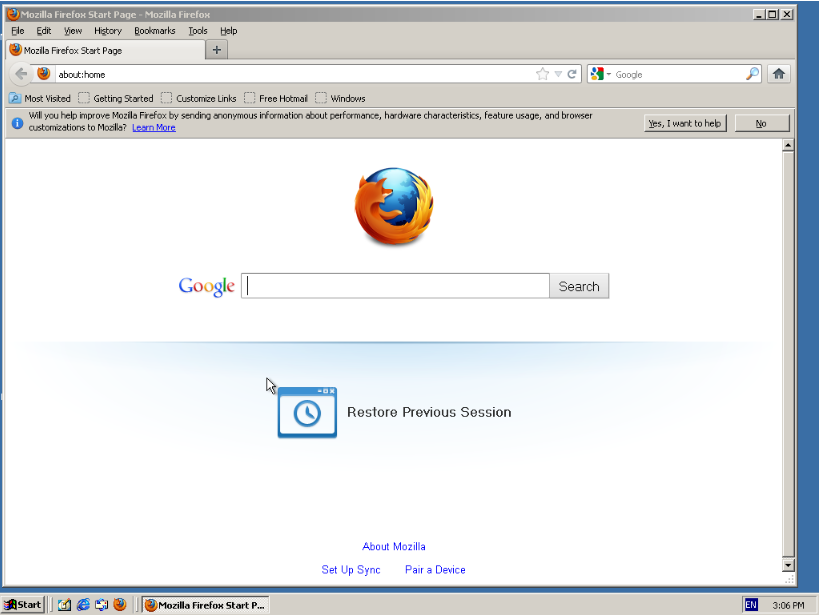 Mozilla Firefox Start Page - Mozilla Firefox
File Edit View History Bookmarks Tools Help
Mozilla Firefox Start Page
about:home Google
Most Visited Getting Started Customize Links Free Hotmail Windows
Will you help improve Mozilla Firefox by sending anonymous information about performance, hardware characteristics, feature usage, and browser
customizations to Mozilla? Learn More
Yes, I want to help No
Google Search
Restore Previous Session
About Mozilla
Set Up Sync Pair a Device
Start Mozilla Firefox Start P... EN 3:06 PM